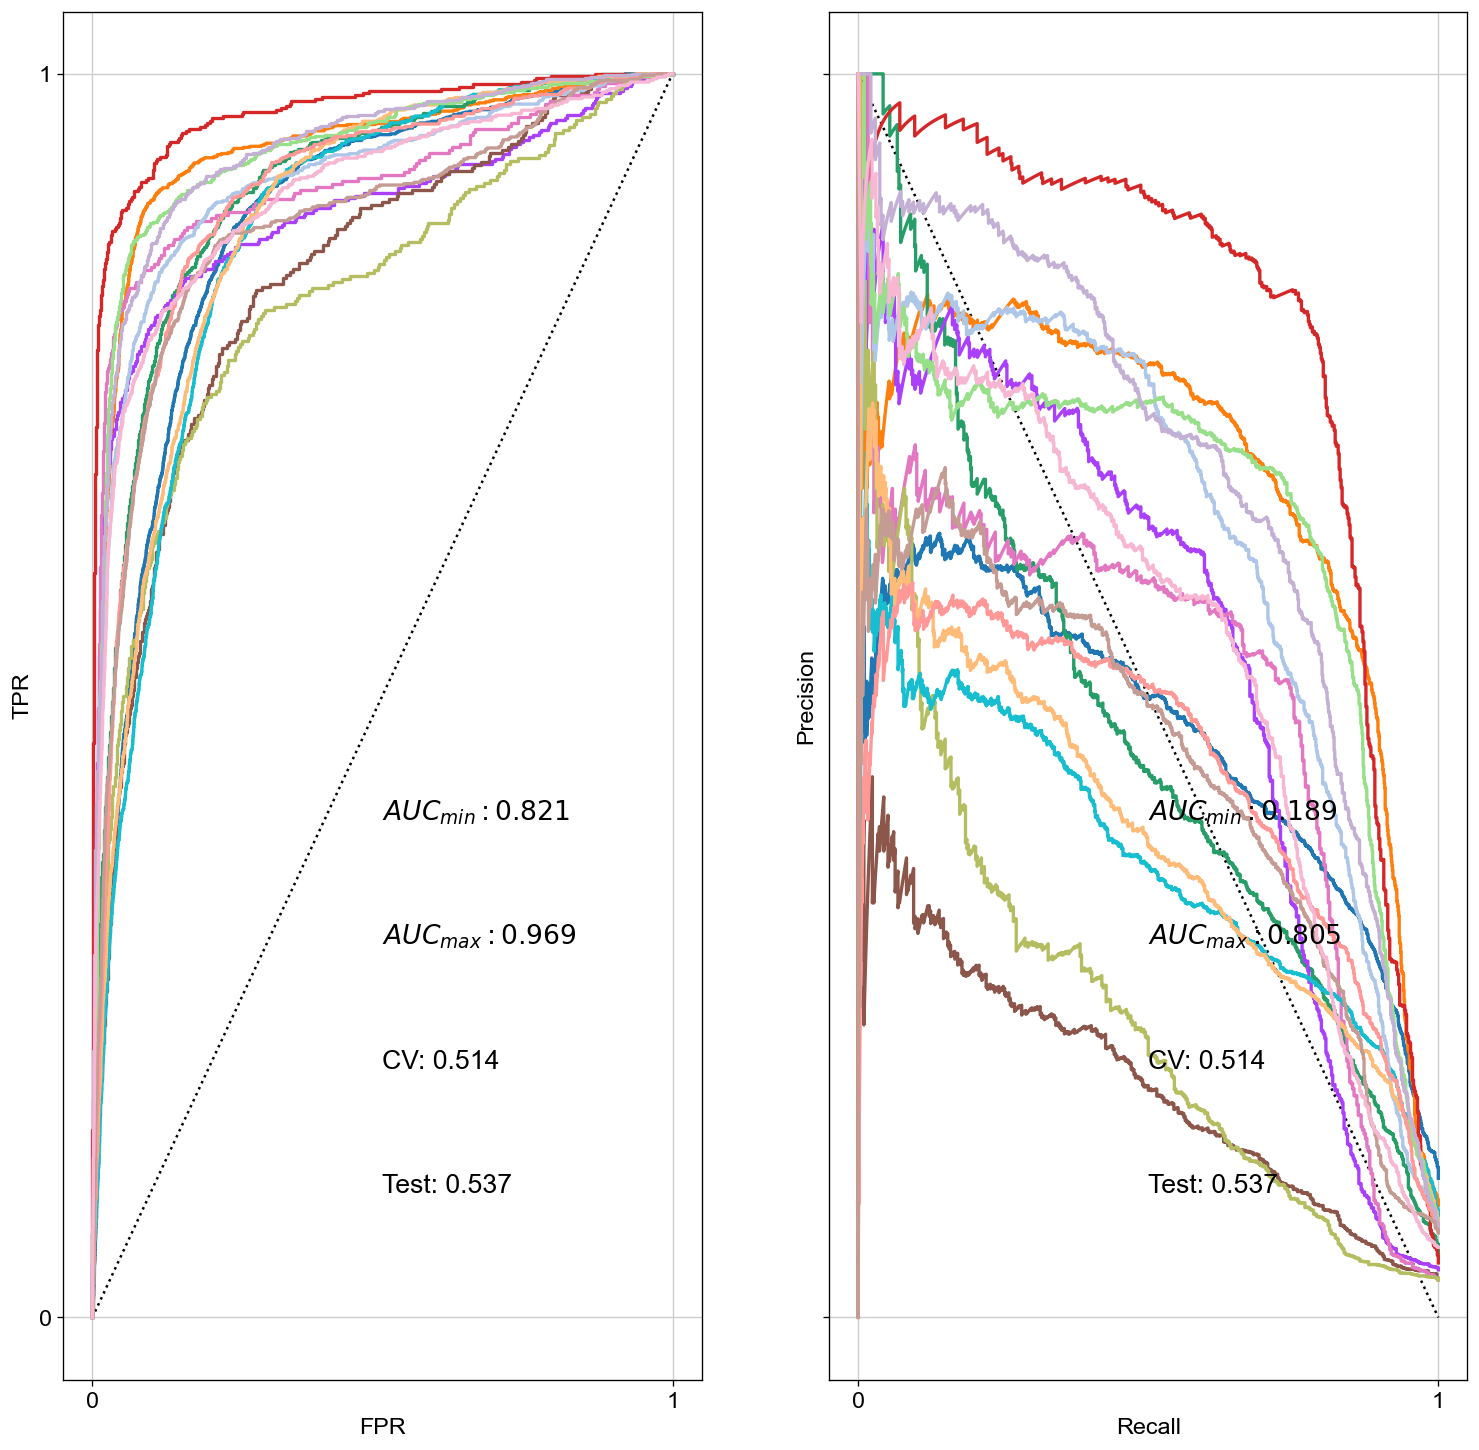 1
0
TPR
AUC_min : 0.821
AUC_max : 0.969
CV: 0.514
Test: 0.537
0
1
FPR
Precision
AUC_min : 0.189
AUC_max : 0.805
CV: 0.514
Test: 0.537
0
1
Recall